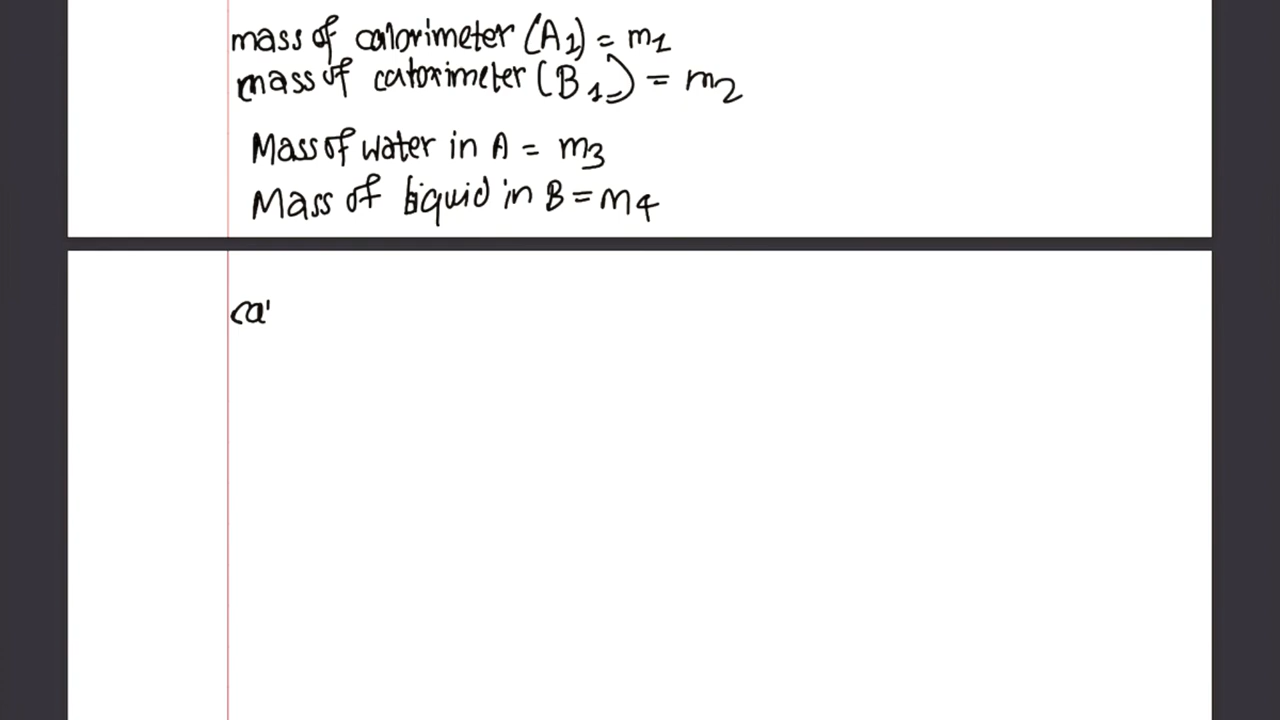 mass of calorimeter (A1) = m1
mass of calorimeter (B1) = m2
Mass of water in A = m3
Mass of liquid in B = m4
ca